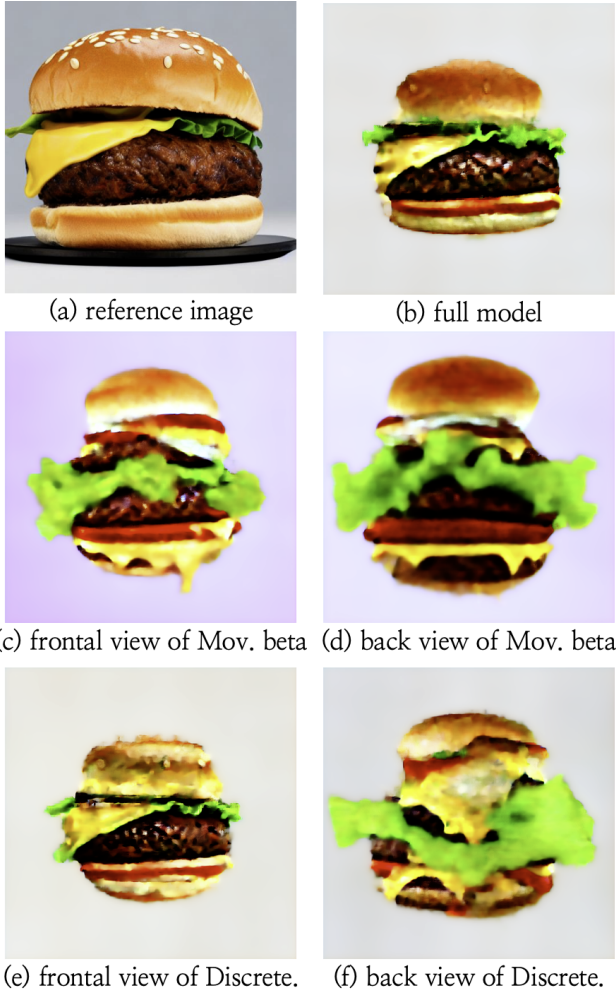 (a) reference image
(b) full model
(c) frontal view of Mov. beta
(d) back view of Mov. beta
(e) frontal view of Discrete.
(f) back view of Discrete.